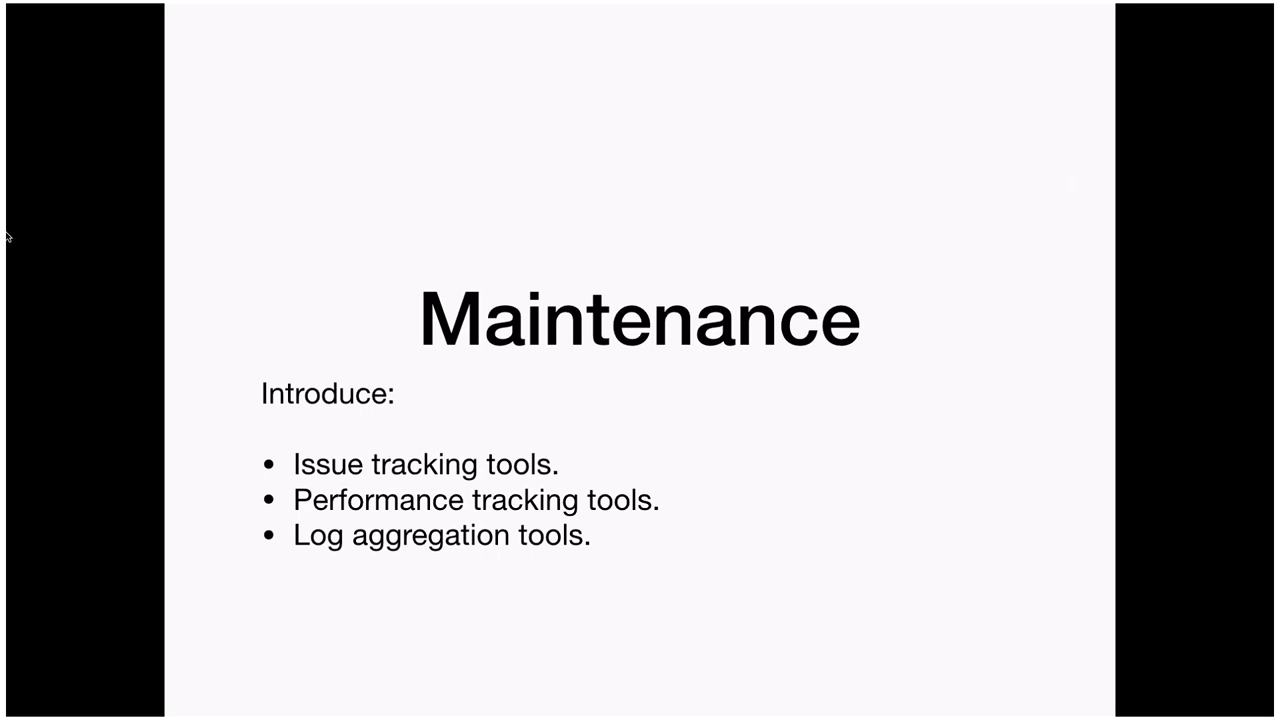 Maintenance
Introduce:
• Issue tracking tools.
• Performance tracking tools.
• Log aggregation tools.